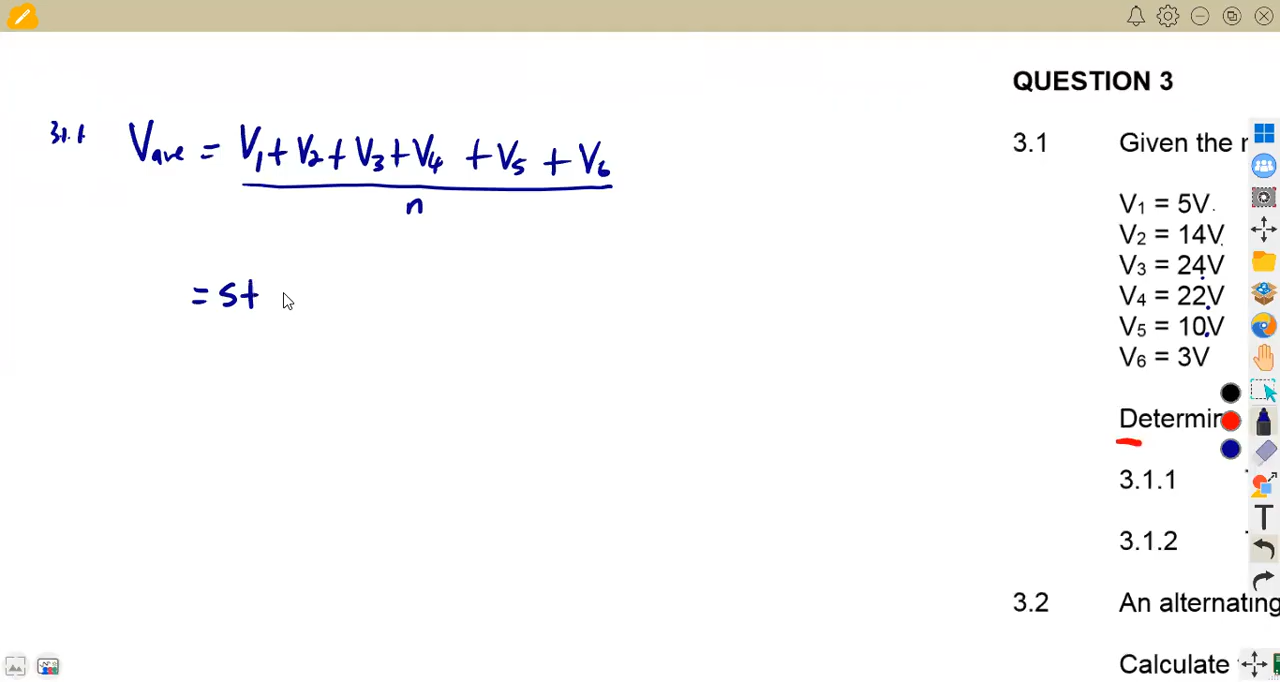 QUESTION 3
3.1.1 Vave = V1 + V2 + V3 + V4 + V5 + V6
n
= 5+
3.1 Given the
V1 = 5V
V2 = 14V
V3 = 24V
V4 = 22V
V5 = 10V
V6 = 3V
Determin
3.1.1
3.1.2
3.2 An alternating
Calculate